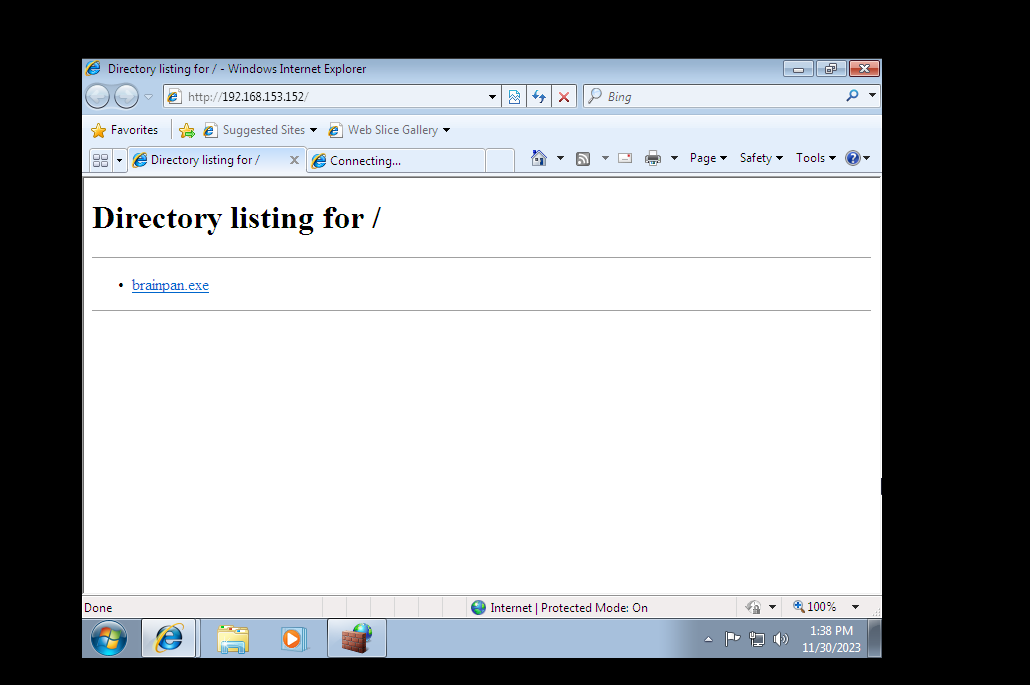 Directory listing for / - Windows Internet Explorer
http://192.168.153.152/
Bing
Favorites
Suggested Sites
Web Slice Gallery
Directory listing for /
Connecting...
Page
Safety
Tools
Directory listing for /
• brainpan.exe
Done
Internet | Protected Mode: On
100%
1:38 PM
11/30/2023